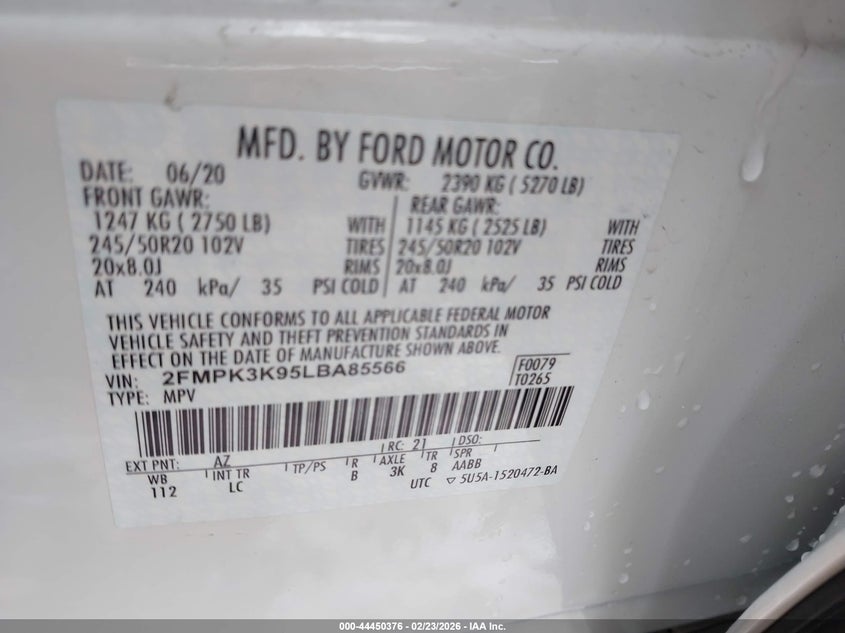 MFD. BY FORD MOTOR CO.
DATE: 06/20 GVWR: 2390 KG ( 5270 LB)
FRONT GAWR: REAR GAWR:
1247 KG ( 2750 LB) WITH 1145 KG ( 2525 LB) WITH
245/50R20 102V TIRES 245/50R20 102V TIRES
20x8.0J RIMS 20x8.0J RIMS
AT 240 kPa/ 35 PSI COLD AT 240 kPa/ 35 PSI COLD
THIS VEHICLE CONFORMS TO ALL APPLICABLE FEDERAL MOTOR
VEHICLE SAFETY AND THEFT PREVENTION STANDARDS IN
EFFECT ON THE DATE OF MANUFACTURE SHOWN ABOVE.
VIN: 2FMPK3K95LBA85566 F0079
TYPE: MPV T0265
EXT PNT: AZ RC: 21 DSO:
WB INT TR TP/PS R AXLE TR SPR
112 LC B 3K 8 AABB
UTC ▽ 5U5A-1520472-BA
000-44450376 - 02/23/2026 - IAA Inc.